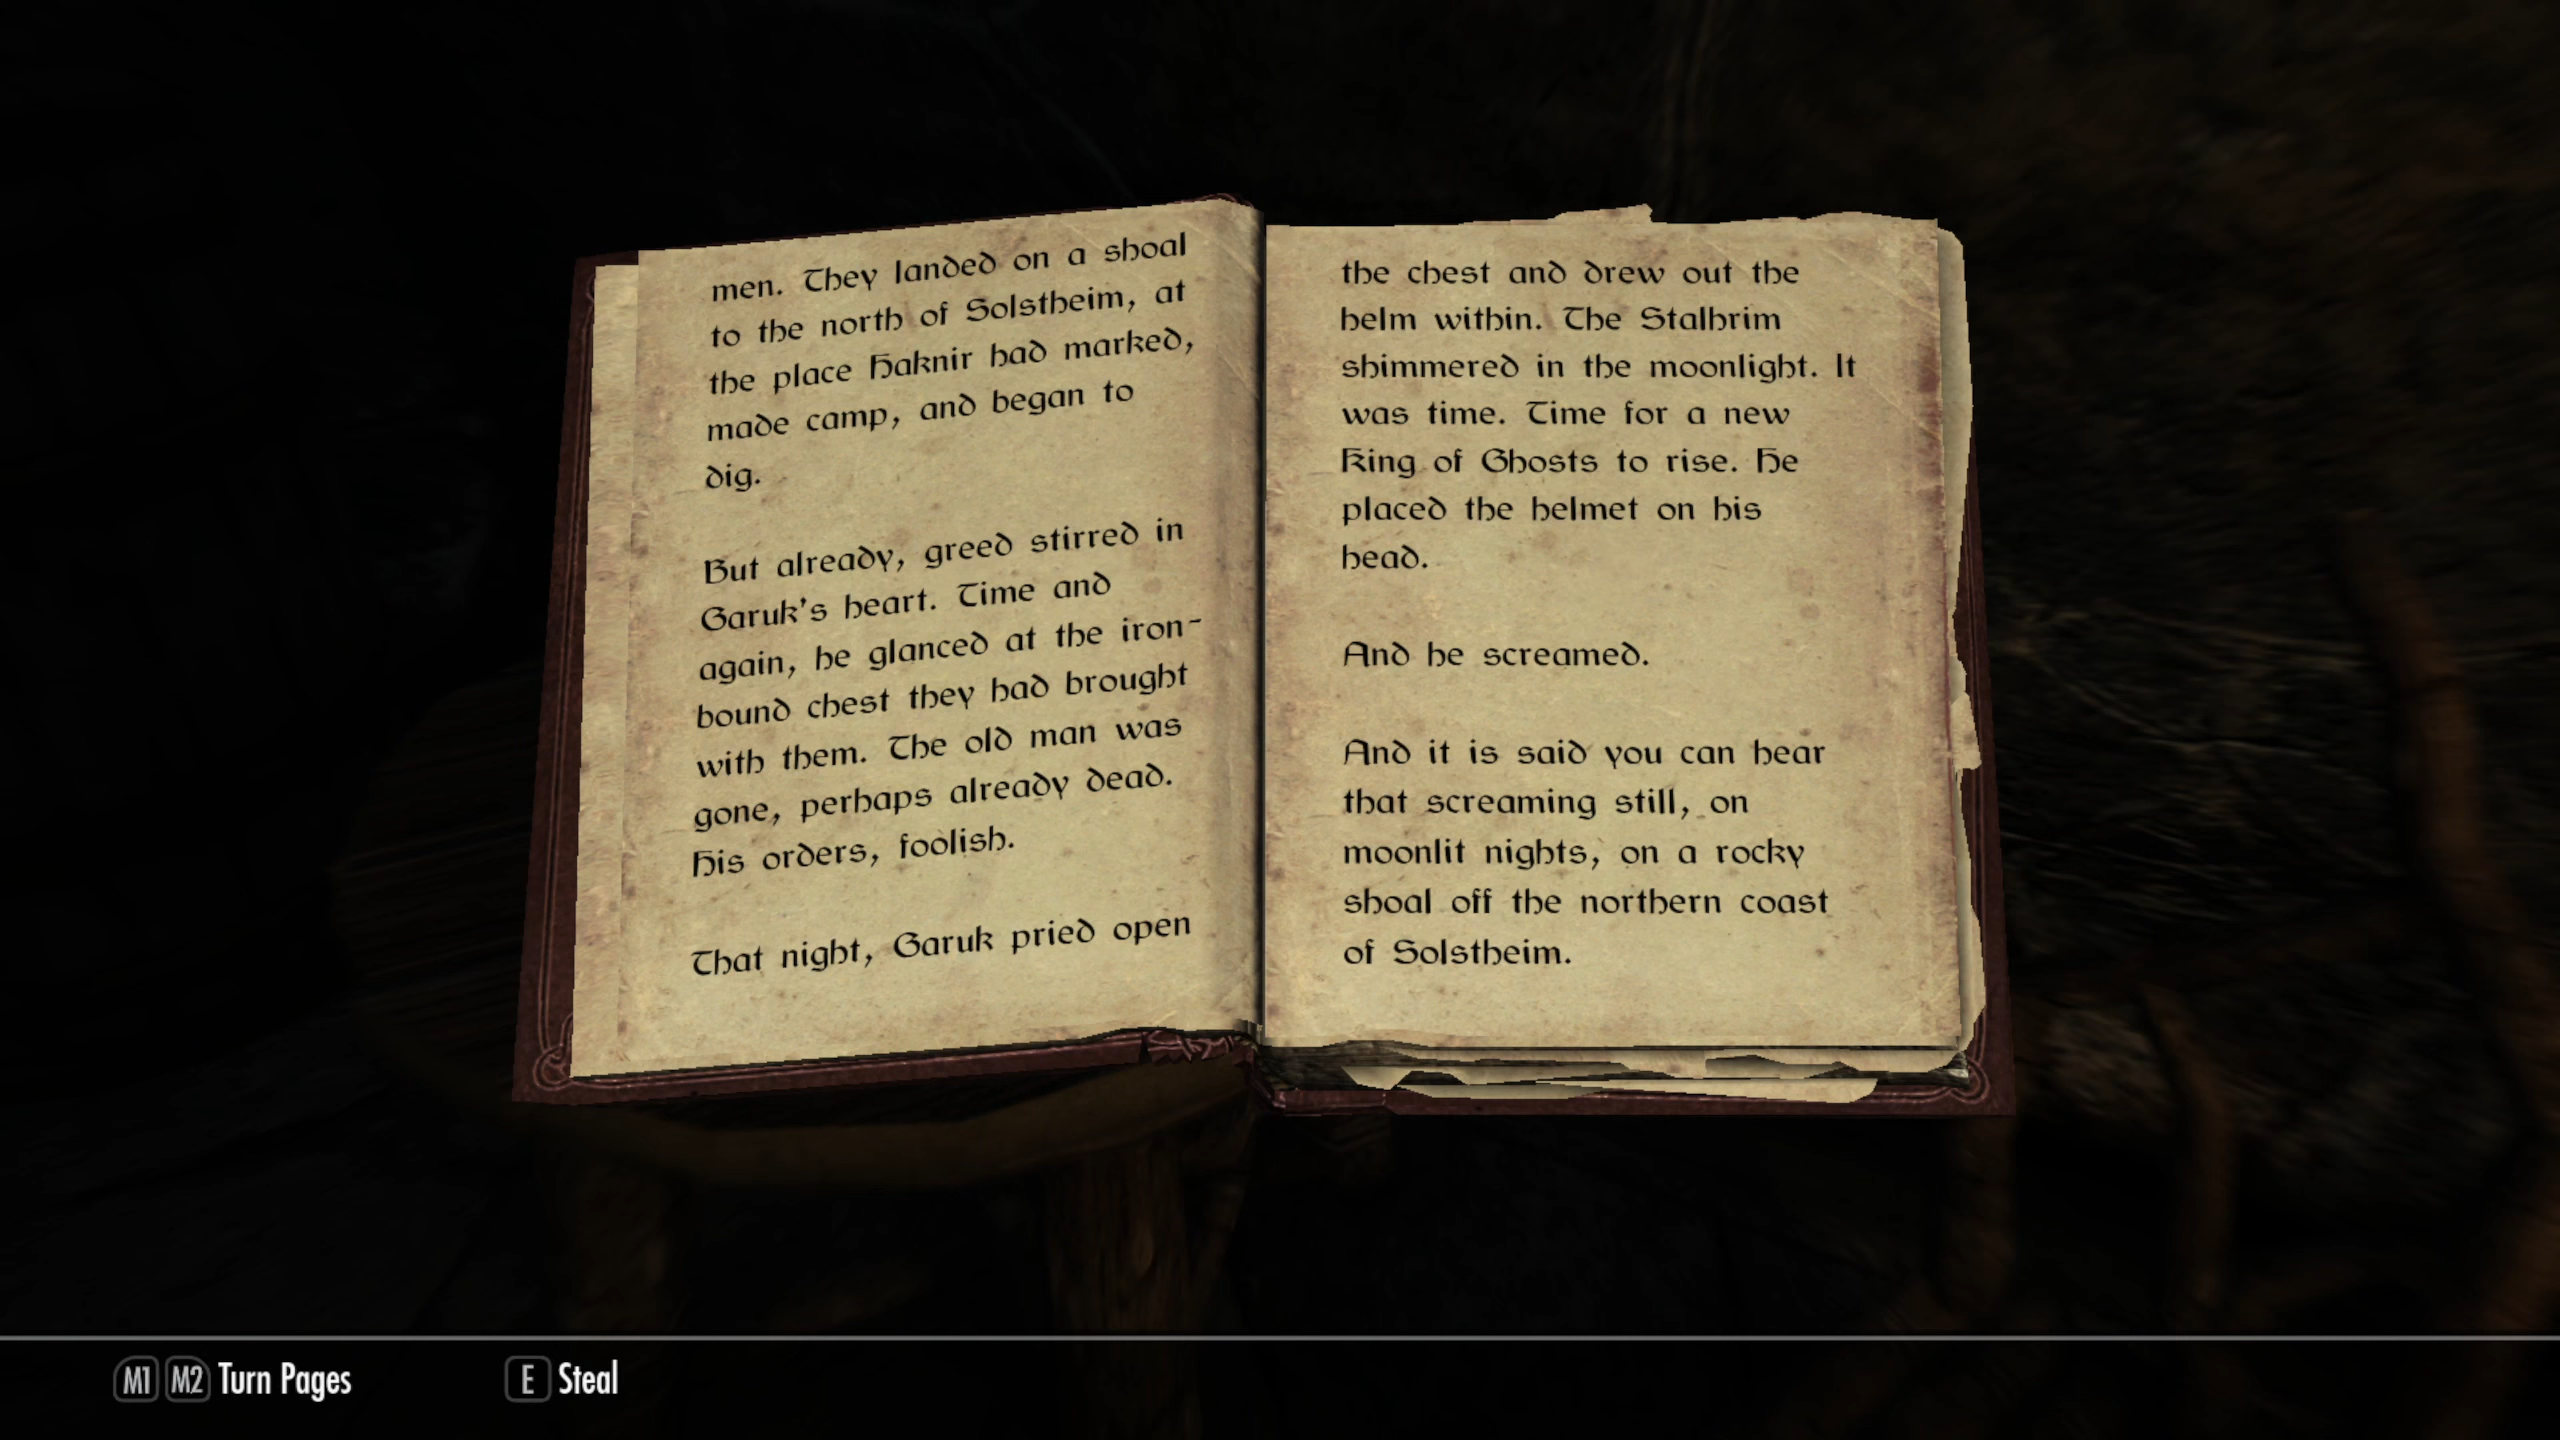 men. They landed on a shoal
to the north of Solstheim, at
the place Haknir had marked,
made camp, and began to
dig.
But already, greed stirred in
Garuk's heart. Time and
again, he glanced at the iron-
bound chest they had brought
with them. The old man was
gone, perhaps already dead.
His orders, foolish.
That night, Garuk pried open
the chest and drew out the
helm within. The Stalhrim
shimmered in the moonlight. It
was time. Time for a new
King of Ghosts to rise. He
placed the helmet on his
head.
And he screamed.
And it is said you can hear
that screaming still, on
moonlit nights, on a rocky
shoal off the northern coast
of Solstheim.
M1 M2 Turn Pages
E Steal